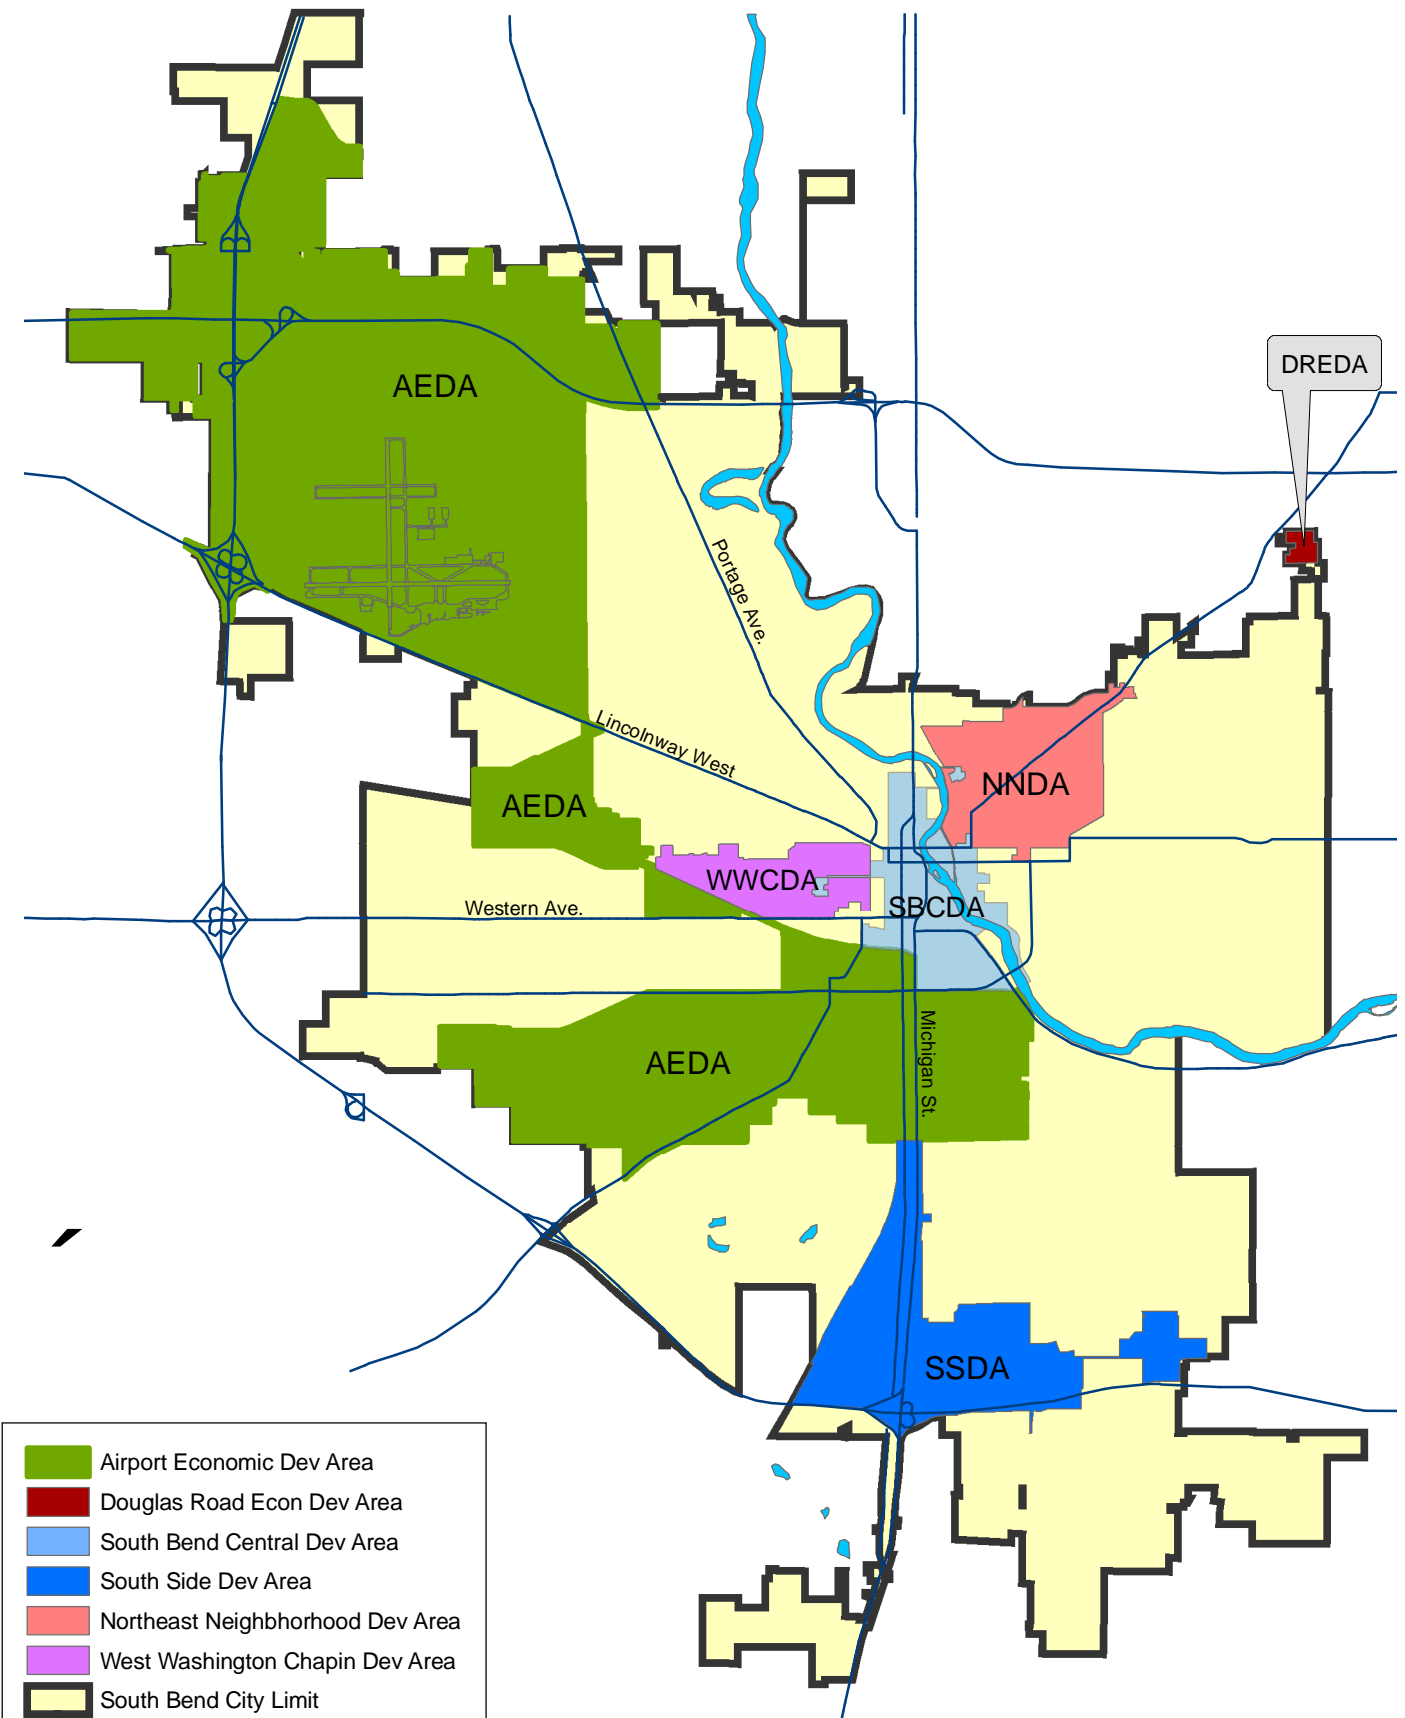 DREDA
AEDA
Portage Ave.
Lincolnway West
NNDA
AEDA
WWCDA
SBCDA
Western Ave.
Michigan St.
AEDA
SSDA
Airport Economic Dev Area
Douglas Road Econ Dev Area
South Bend Central Dev Area
South Side Dev Area
Northeast Neighbhorhood Dev Area
West Washington Chapin Dev Area
South Bend City Limit